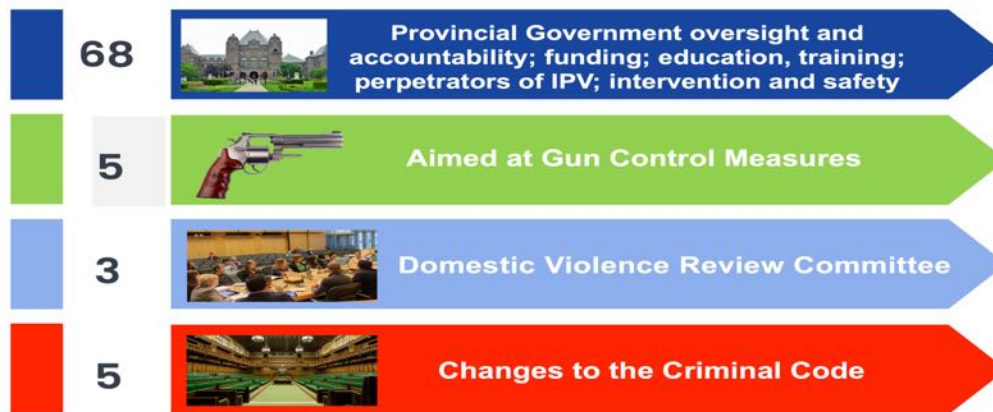 68
Provincial Government oversight and
accountability; funding; education, training;
perpetrators of IPV; intervention and safety
5
Aimed at Gun Control Measures
3
Domestic Violence Review Committee
5
Changes to the Criminal Code